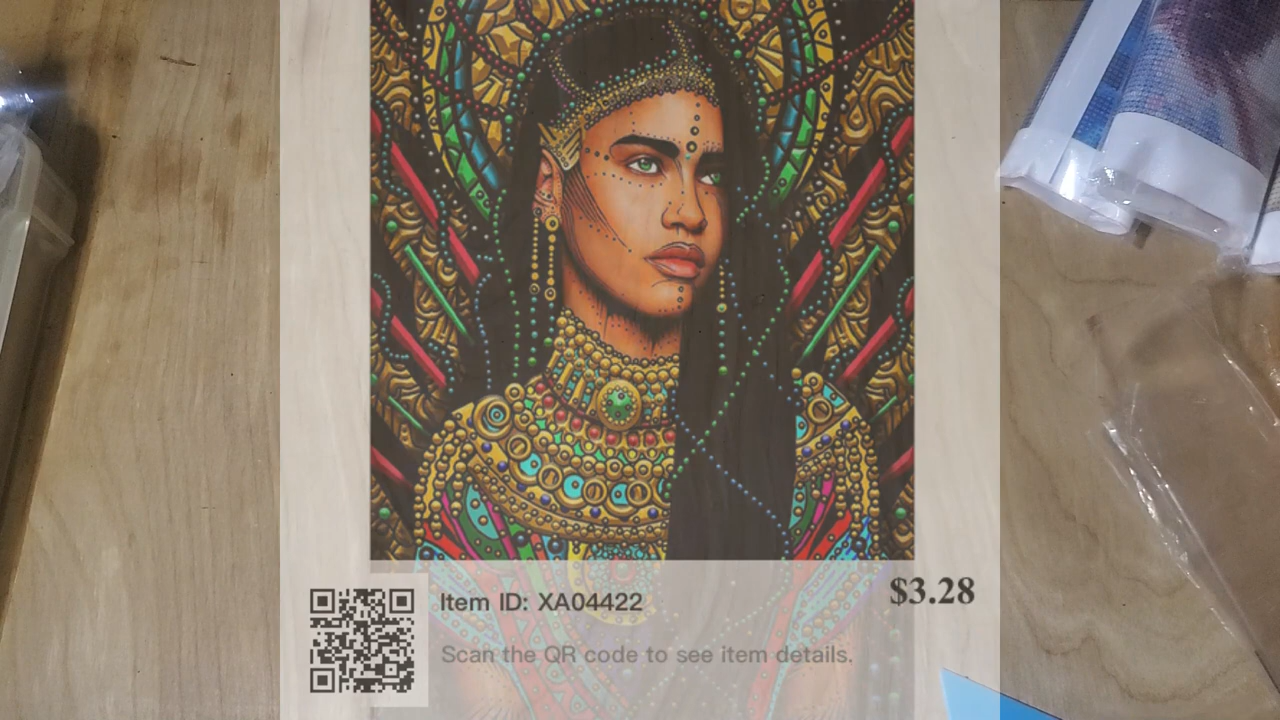 Item ID: XA04422
$3.28
Scan the QR code to see item details.